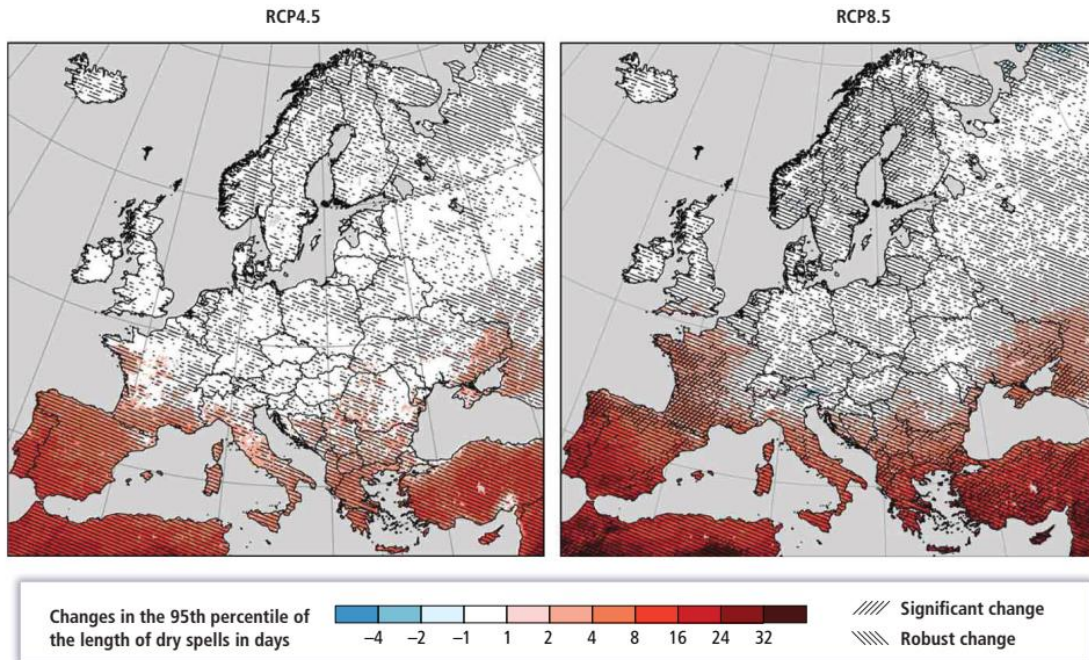 RCP4.5
RCP8.5
Changes in the 95th percentile of
the length of dry spells in days
−4 −2 −1 1 2 4 8 16 24 32
Significant change
Robust change